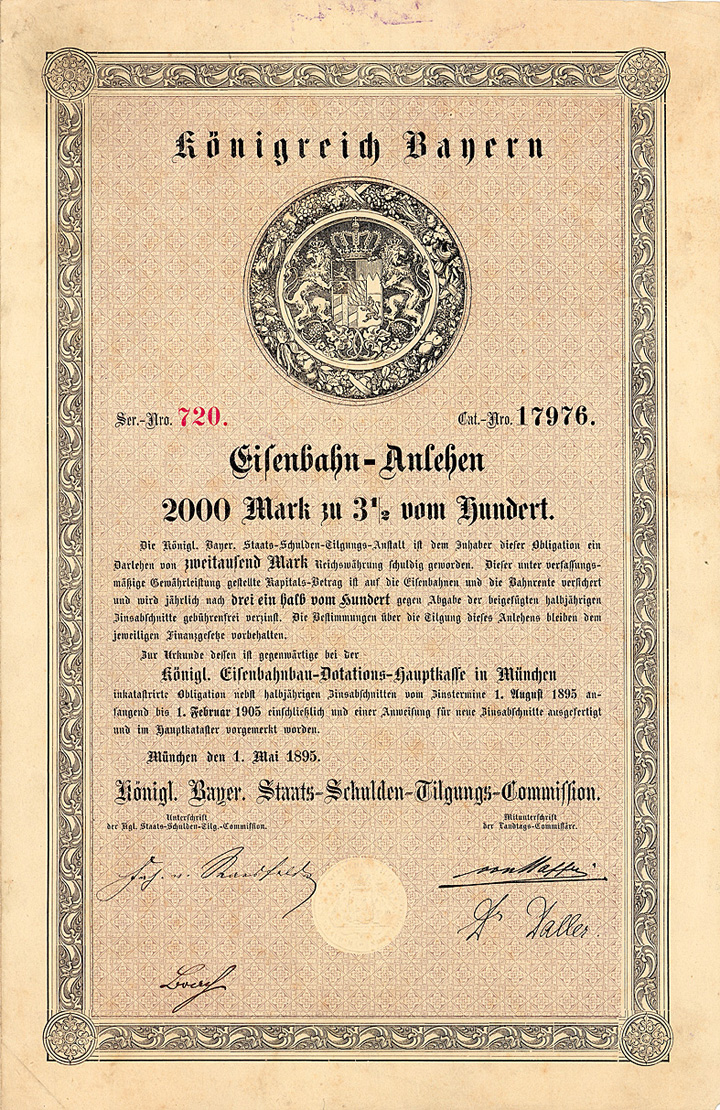 Königreich Bayern
Ser.-Nro. 720.
Cat.-Nro. 17976.
Eisenbahn-Anlehen
2000 Mark zu 3½ vom Hundert.
Die Königl. Bayer. Staats-Schulden-Tilgungs-Anstalt ist dem Inhaber dieser Obligation ein
Darlehen von zweitausend Mark Reichswährung schuldig geworden. Dieser unter verfassungs-
mäßige Gewährleistung gestellte Kapitals-Betrag ist auf die Eisenbahnen und die Bahnrente versichert
und wird jährlich nach drei ein halb vom Hundert gegen Abgabe der beigefügten halbjährigen
Zinsabschnitte gebührenfrei verzinst. Die Bestimmungen über die Tilgung dieses Anlehens bleiben dem
jeweiligen Finanzgesetze vorbehalten.
Zur Urkunde dessen ist gegenwärtige bei der
Königl. Eisenbahnbau-Dotations-Hauptkasse in München
inkatastrirte Obligation nebst halbjährigen Zinsabschnitten vom Zinstermine 1. August 1895 an-
fangend bis 1. Februar 1905 einschließlich und einer Anweisung für neue Zinsabschnitte ausgefertigt
und im Hauptkataster vorgemerkt worden.
München den 1. Mai 1895.
Königl. Bayer. Staats-Schulden-Tilgungs-Commission.
Unterschrift
der Kgl. Staats-Schulden-Tilg.-Commission.
Mitunterschrift
der Landtags-Commissäre.
von Maffei
Dr Daller.